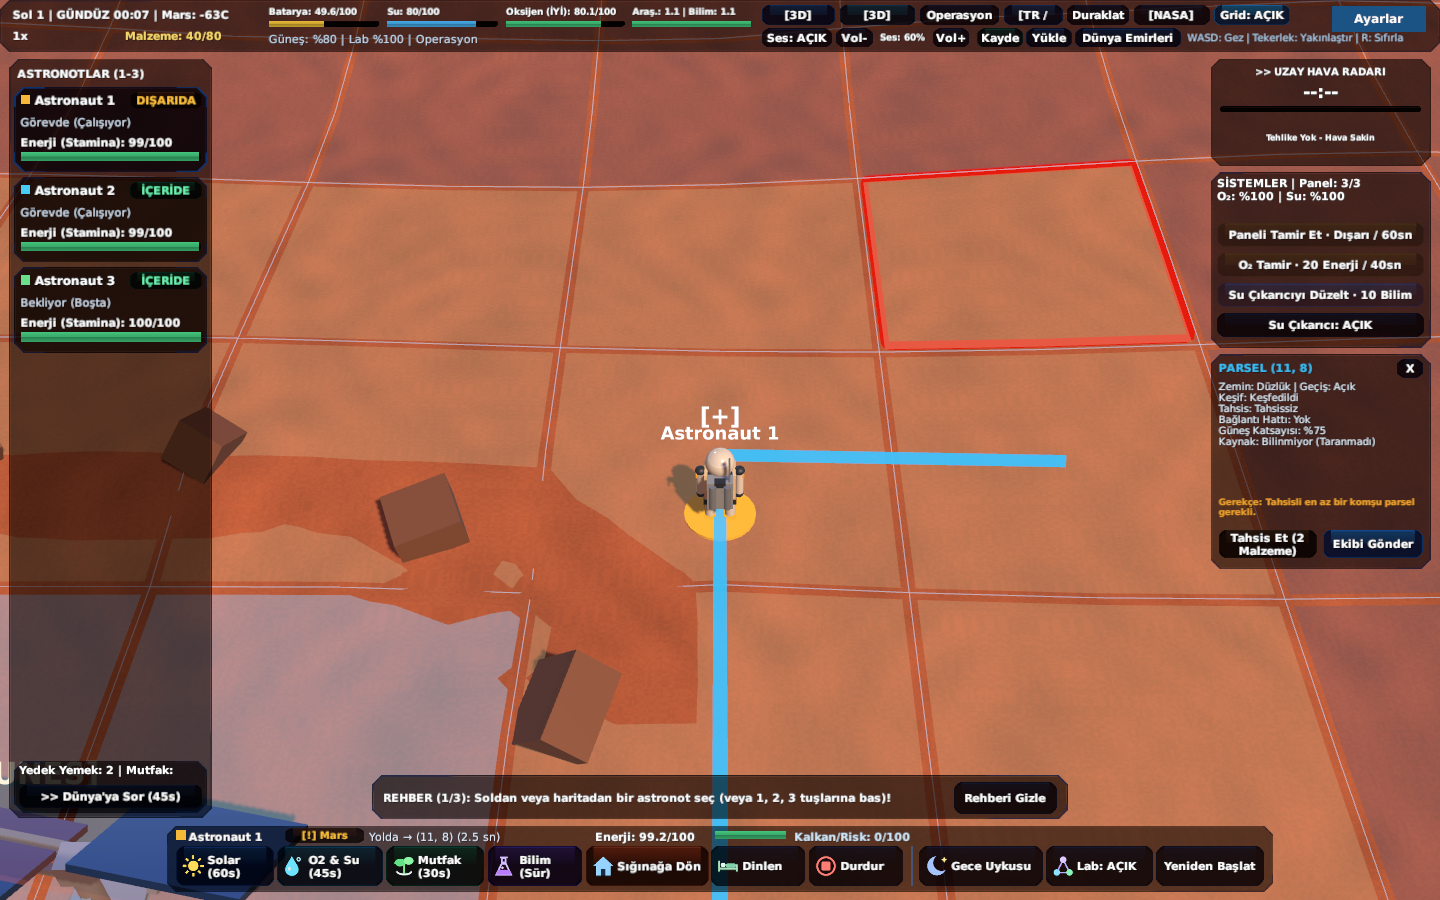 Sol 1 | GÜNDÜZ 00:07 | Mars: -63C
1x
Malzeme: 40/80
Batarya: 49.6/100
Su: 80/100
Oksijen (İYİ): 80.1/100
Araş.: 1.1 | Bilim: 1.1
Güneş: %80 | Lab %100 | Operasyon
[3D]
[3D]
Operasyon
[TR /
Duraklat
[NASA]
Grid: AÇIK
Ayarlar
Ses: AÇIK
Vol-
Ses: 60%
Vol+
Kayde
Yükle
Dünya Emirleri
WASD: Gez | Tekerlek: Yakınlaştır | R: Sıfırla
ASTRONOTLAR (1-3)
Astronaut 1
DIŞARIDA
Görevde (Çalışıyor)
Enerji (Stamina): 99/100
Astronaut 2
İÇERİDE
Görevde (Çalışıyor)
Enerji (Stamina): 99/100
Astronaut 3
İÇERİDE
Bekliyor (Boşta)
Enerji (Stamina): 100/100
>> UZAY HAVA RADARI
--:--
Tehlike Yok - Hava Sakin
SİSTEMLER | Panel: 3/3
O₂: %100 | Su: %100
Paneli Tamir Et · Dışarı / 60sn
O₂ Tamir · 20 Enerji / 40sn
Su Çıkarıcıyı Düzelt · 10 Bilim
Su Çıkarıcı: AÇIK
PARSEL (11, 8)
X
Zemin: Düzlük | Geçiş: Açık
Keşif: Keşfedildi
Tahsis: Tahsissiz
Bağlantı Hattı: Yok
Güneş Katsayısı: %75
Kaynak: Bilinmiyor (Taranmadı)
Gerekçe: Tahsisli en az bir komşu parsel
gerekli.
Tahsis Et (2
Malzeme)
Ekibi Gönder
[+]
Astronaut 1
Yedek Yemek: 2 | Mutfak:
>> Dünya'ya Sor (45s)
REHBER (1/3): Soldan veya haritadan bir astronot seç (veya 1, 2, 3 tuşlarına bas)!
Rehberi Gizle
Astronaut 1
[!] Mars
Yolda → (11, 8) (2.5 sn)
Enerji: 99.2/100
Kalkan/Risk: 0/100
Solar
(60s)
O2 & Su
(45s)
Mutfak
(30s)
Bilim
(Sür)
Sığınağa Dön
Dinlen
Durdur
Gece Uykusu
Lab: AÇIK
Yeniden Başlat